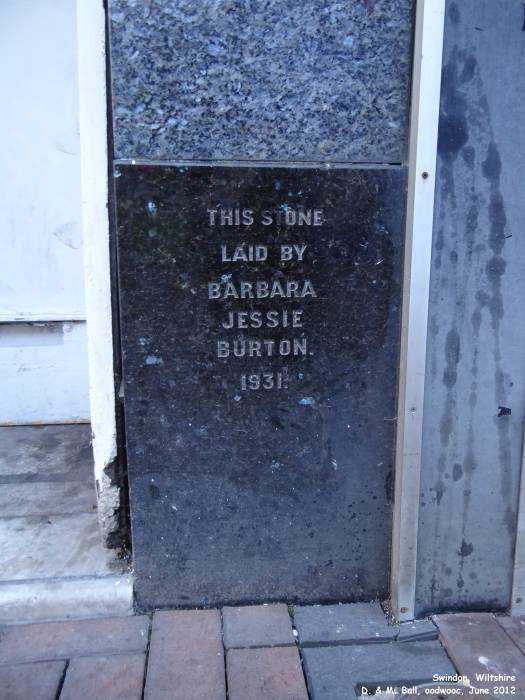 THIS STONE
LAID BY
BARBARA
JESSIE
BURTON.
1931.
Swindon, Wiltshire
D. & M. Ball, oodwooc, June 2012